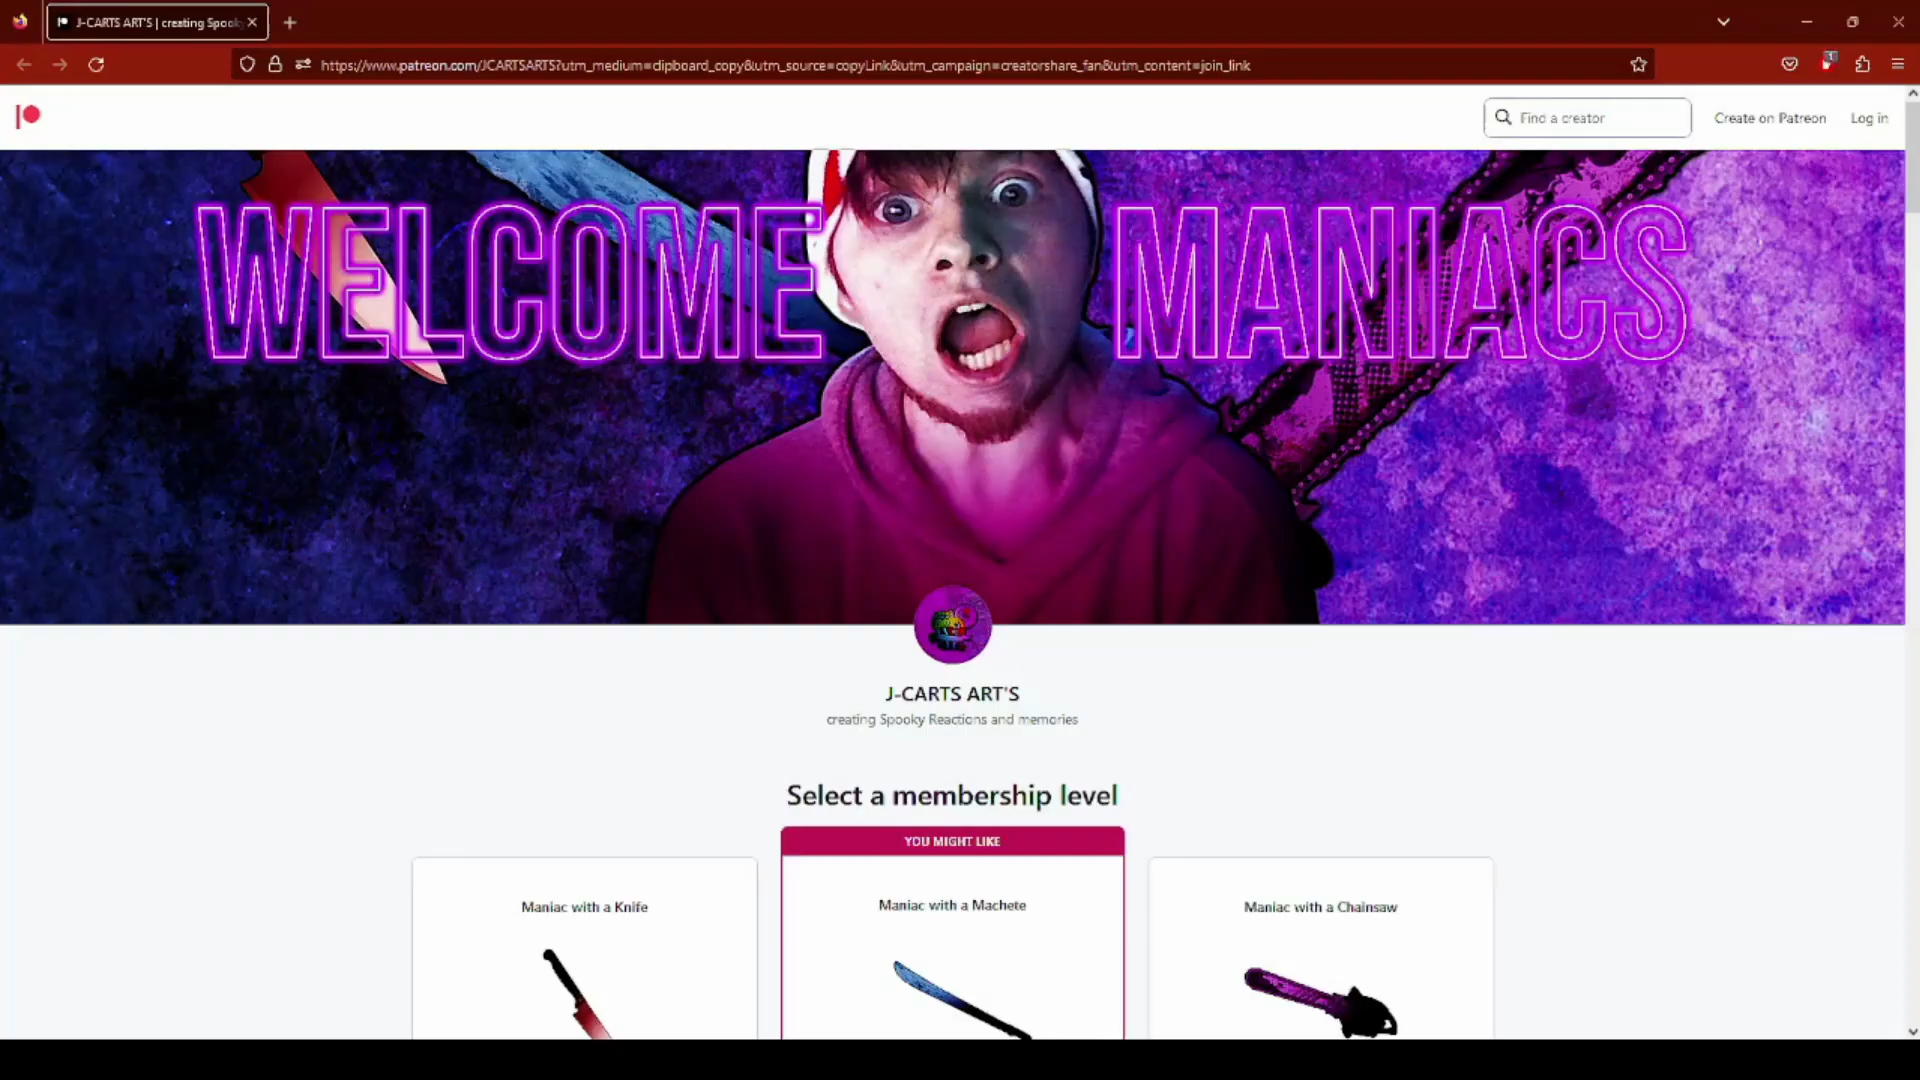 J-CARTS ART'S | creating Spook
https://www.patreon.com/JCARTSARTS?utm_medium=clipboard_copy&utm_source=copyLink&utm_campaign=creatorshare_fan&utm_content=join_link
1
Find a creator
Create on Patreon
Log in
WELCOME MANIACS
J-CARTS ART'S
creating Spooky Reactions and memories
Select a membership level
YOU MIGHT LIKE
Maniac with a Knife
Maniac with a Machete
Maniac with a Chainsaw